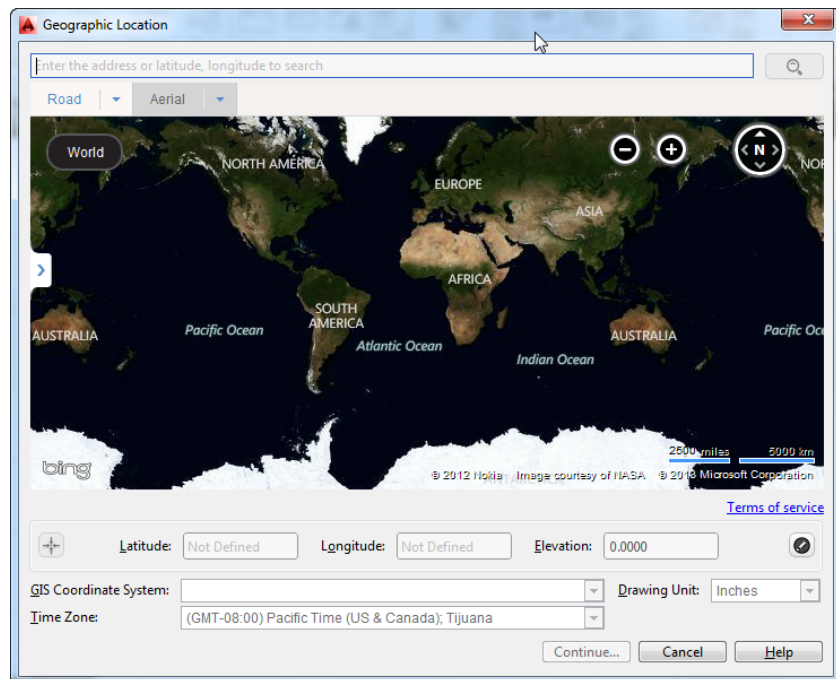 Geographic Location
Enter the address or latitude, longitude to search
Road Aerial
World
N
NORTH AMERICA
NOR
EUROPE
ASIA
AFRICA
SOUTH
AMERICA
AUSTRALIA
Pacific Ocean
Atlantic Ocean
Indian Ocean
AUSTRALIA
Pacific Oce
2500 miles 5000 km
bing
© 2012 Nokia Image courtesy of NASA © 2013 Microsoft Corporation
Terms of service
Latitude: Not Defined Longitude: Not Defined Elevation: 0.0000
GIS Coordinate System: Drawing Unit: Inches
Time Zone: (GMT-08:00) Pacific Time (US & Canada); Tijuana
Continue... Cancel Help